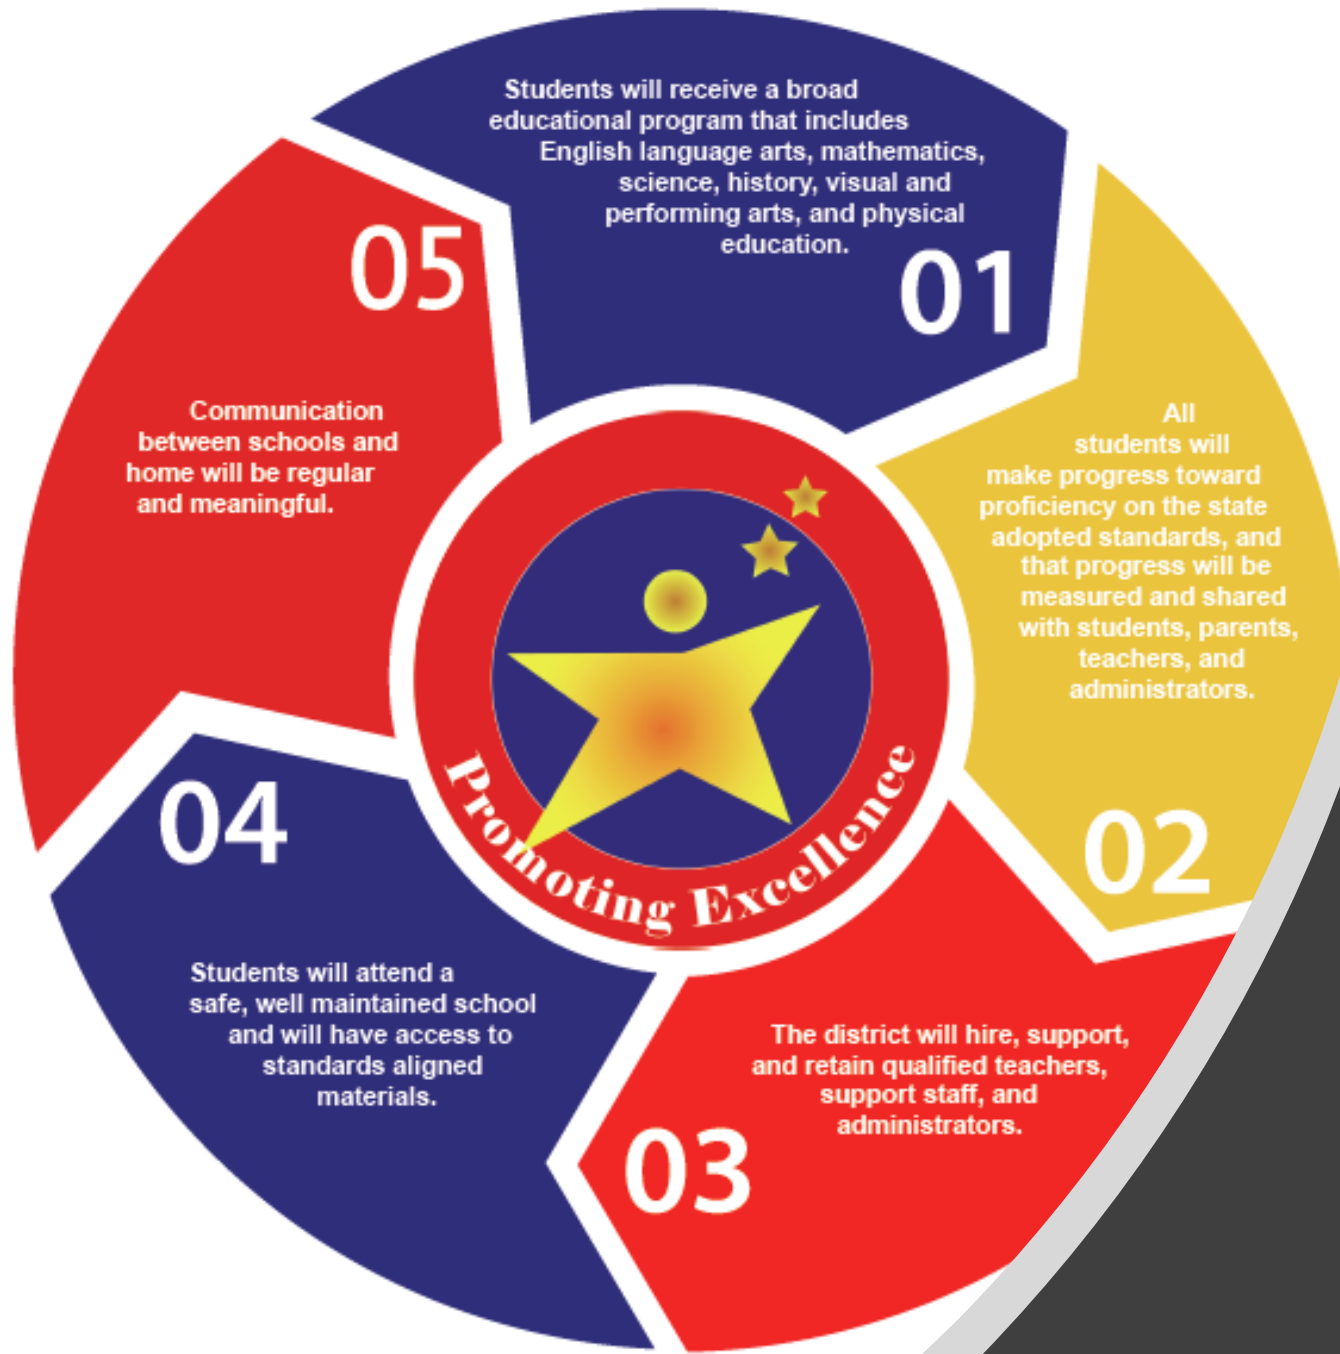 Students will receive a broad
educational program that includes
English language arts, mathematics,
science, history, visual and
performing arts, and physical
education.
01
All
students will
make progress toward
proficiency on the state
adopted standards, and
that progress will be
measured and shared
with students, parents,
teachers, and
administrators.
02
The district will hire, support,
and retain qualified teachers,
support staff, and
administrators.
03
04
Students will attend a
safe, well maintained school
and will have access to
standards aligned
materials.
05
Communication
between schools and
home will be regular
and meaningful.
Promoting Excellence